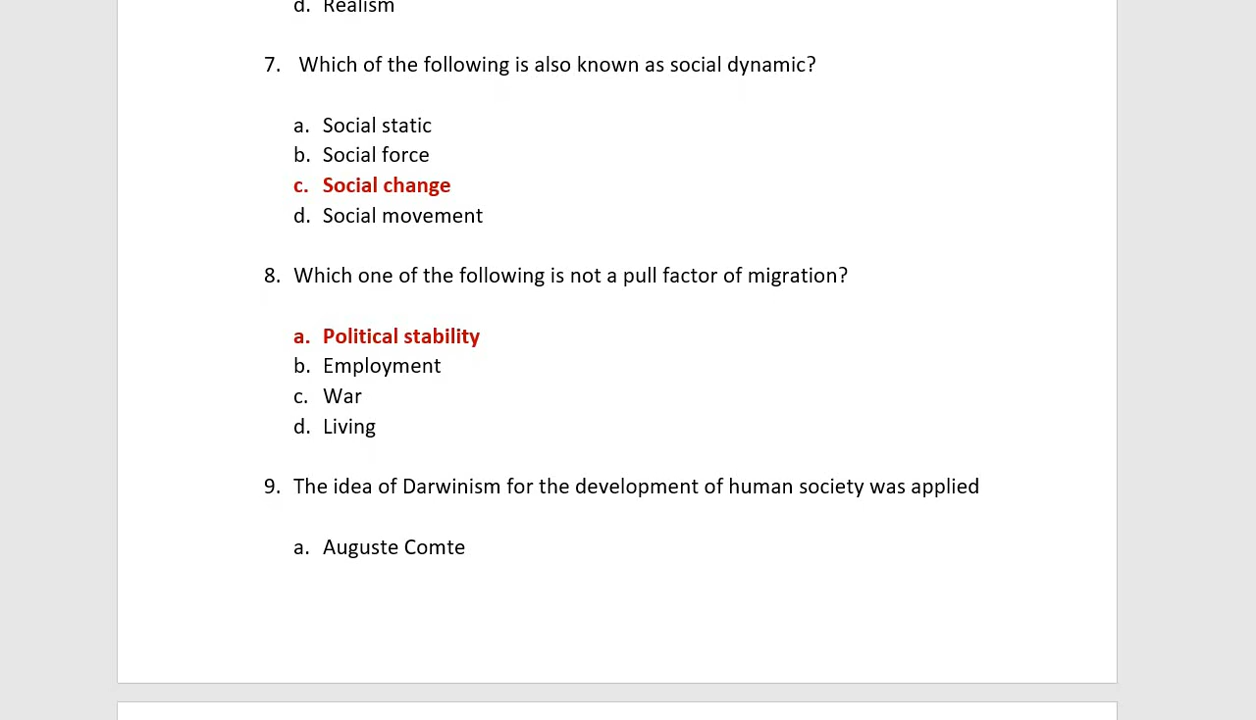 d. Realism
7. Which of the following is also known as social dynamic?
a. Social static
b. Social force
c. Social change
d. Social movement
8. Which one of the following is not a pull factor of migration?
a. Political stability
b. Employment
c. War
d. Living
9. The idea of Darwinism for the development of human society was applied
a. Auguste Comte